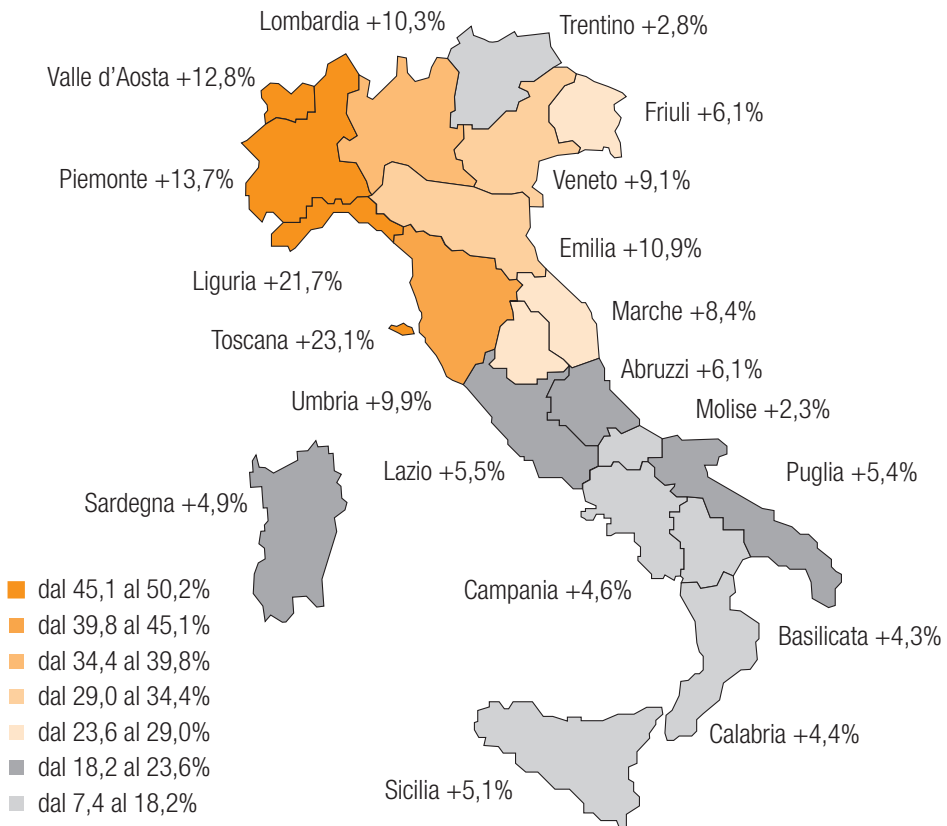 Lombardia +10,3%
Trentino +2,8%
Valle d’Aosta +12,8%
Friuli +6,1%
Piemonte +13,7%
Veneto +9,1%
Emilia +10,9%
Liguria +21,7%
Marche +8,4%
Toscana +23,1%
Abruzzi +6,1%
Umbria +9,9%
Molise +2,3%
Lazio +5,5%
Puglia +5,4%
Sardegna +4,9%
Campania +4,6%
Basilicata +4,3%
Calabria +4,4%
Sicilia +5,1%
dal 45,1 al 50,2%
dal 39,8 al 45,1%
dal 34,4 al 39,8%
dal 29,0 al 34,4%
dal 23,6 al 29,0%
dal 18,2 al 23,6%
dal 7,4 al 18,2%